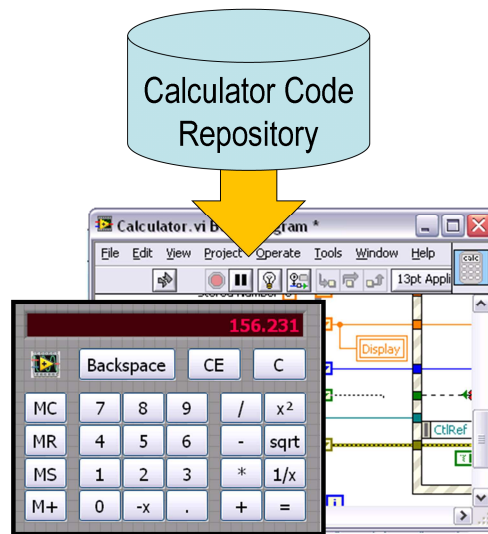 Calculator Code
Repository
Calculator.vi B gram *
File Edit View Project Operate Tools Window Help
calc
13pt Appli
Stored Number
156.231
Display
Backspace CE C
MC 7 8 9 / x²
CtlRef
MR 4 5 6 - sqrt
MS 1 2 3 * 1/x
M+ 0 -x . + =
i